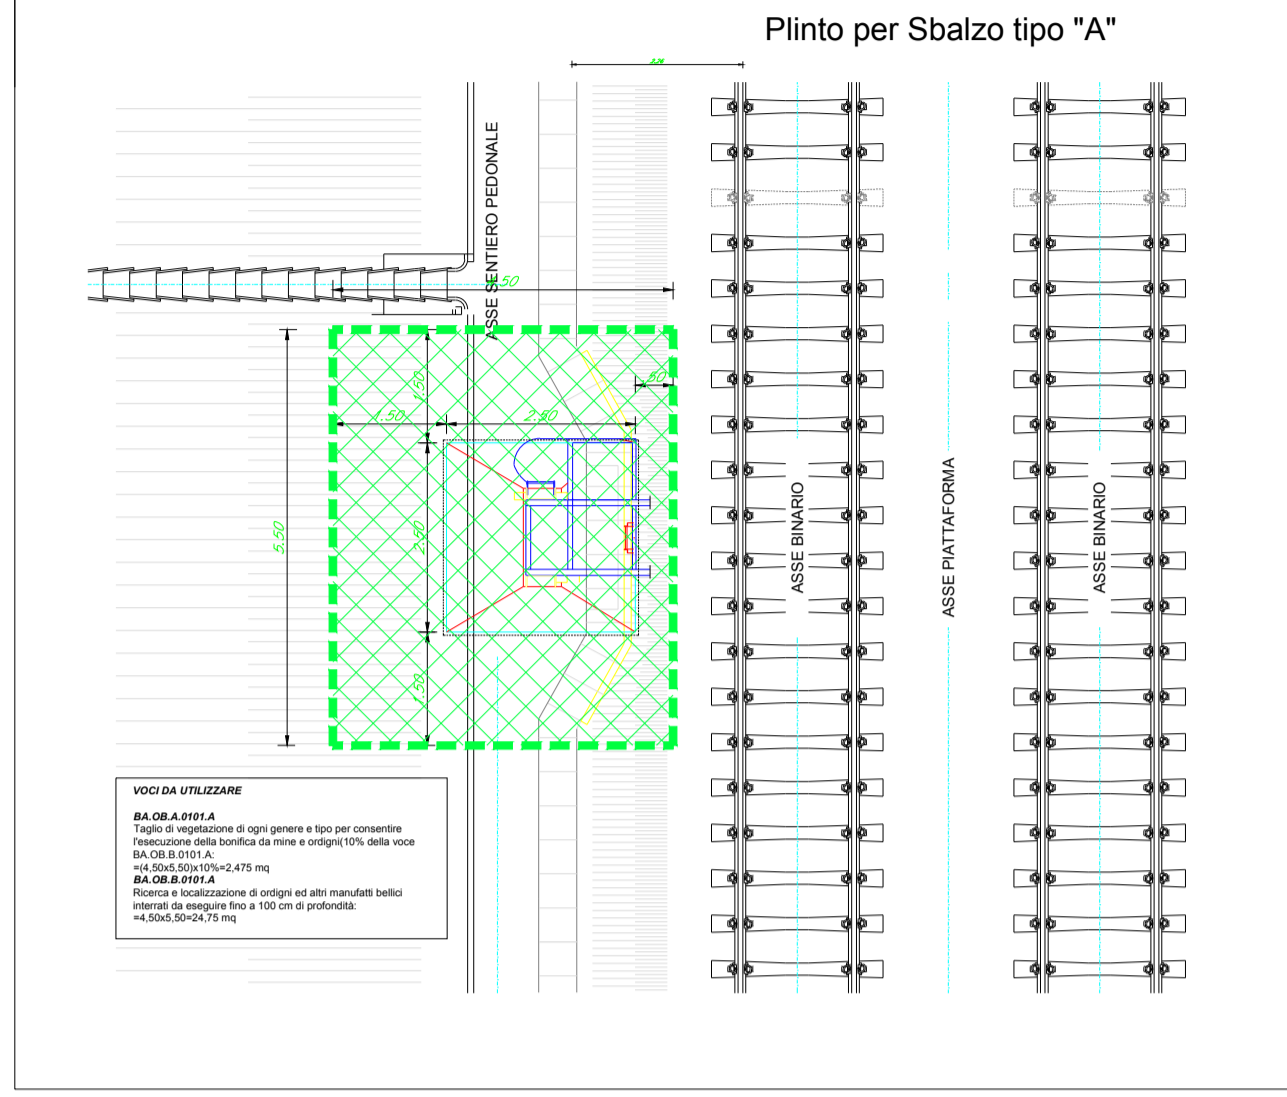 Plinto per Sbalzo tipo "A"
ASSE SENTIERO PEDONALE
1.50
.50
1.50
2.50
5.50
2.50
1.50
ASSE BINARIO
ASSE PIATTAFORMA
ASSE BINARIO
VOCI DA UTILIZZARE
BA.OB.A.0101.A
Taglio di vegetazione di ogni genere e tipo per consentire
l'esecuzione della bonifica da mine e ordigni(10% della voce
BA.OB.B.0101.A:
=(4,50x5,50)x10%=2,475 mq
BA.OB.B.0101.A
Ricerca e localizzazione di ordigni ed altri manufatti bellici
interrati da eseguire fino a 100 cm di profondità:
=4,50x5,50=24,75 mq